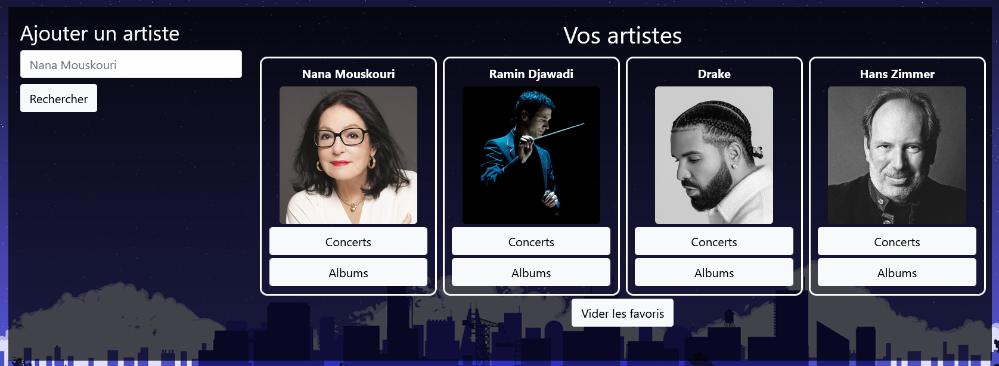 Ajouter un artiste
Nana Mouskouri
Rechercher
Vos artistes
Nana Mouskouri
Concerts
Albums
Ramin Djawadi
Concerts
Albums
Drake
Concerts
Albums
Hans Zimmer
Concerts
Albums
Vider les favoris